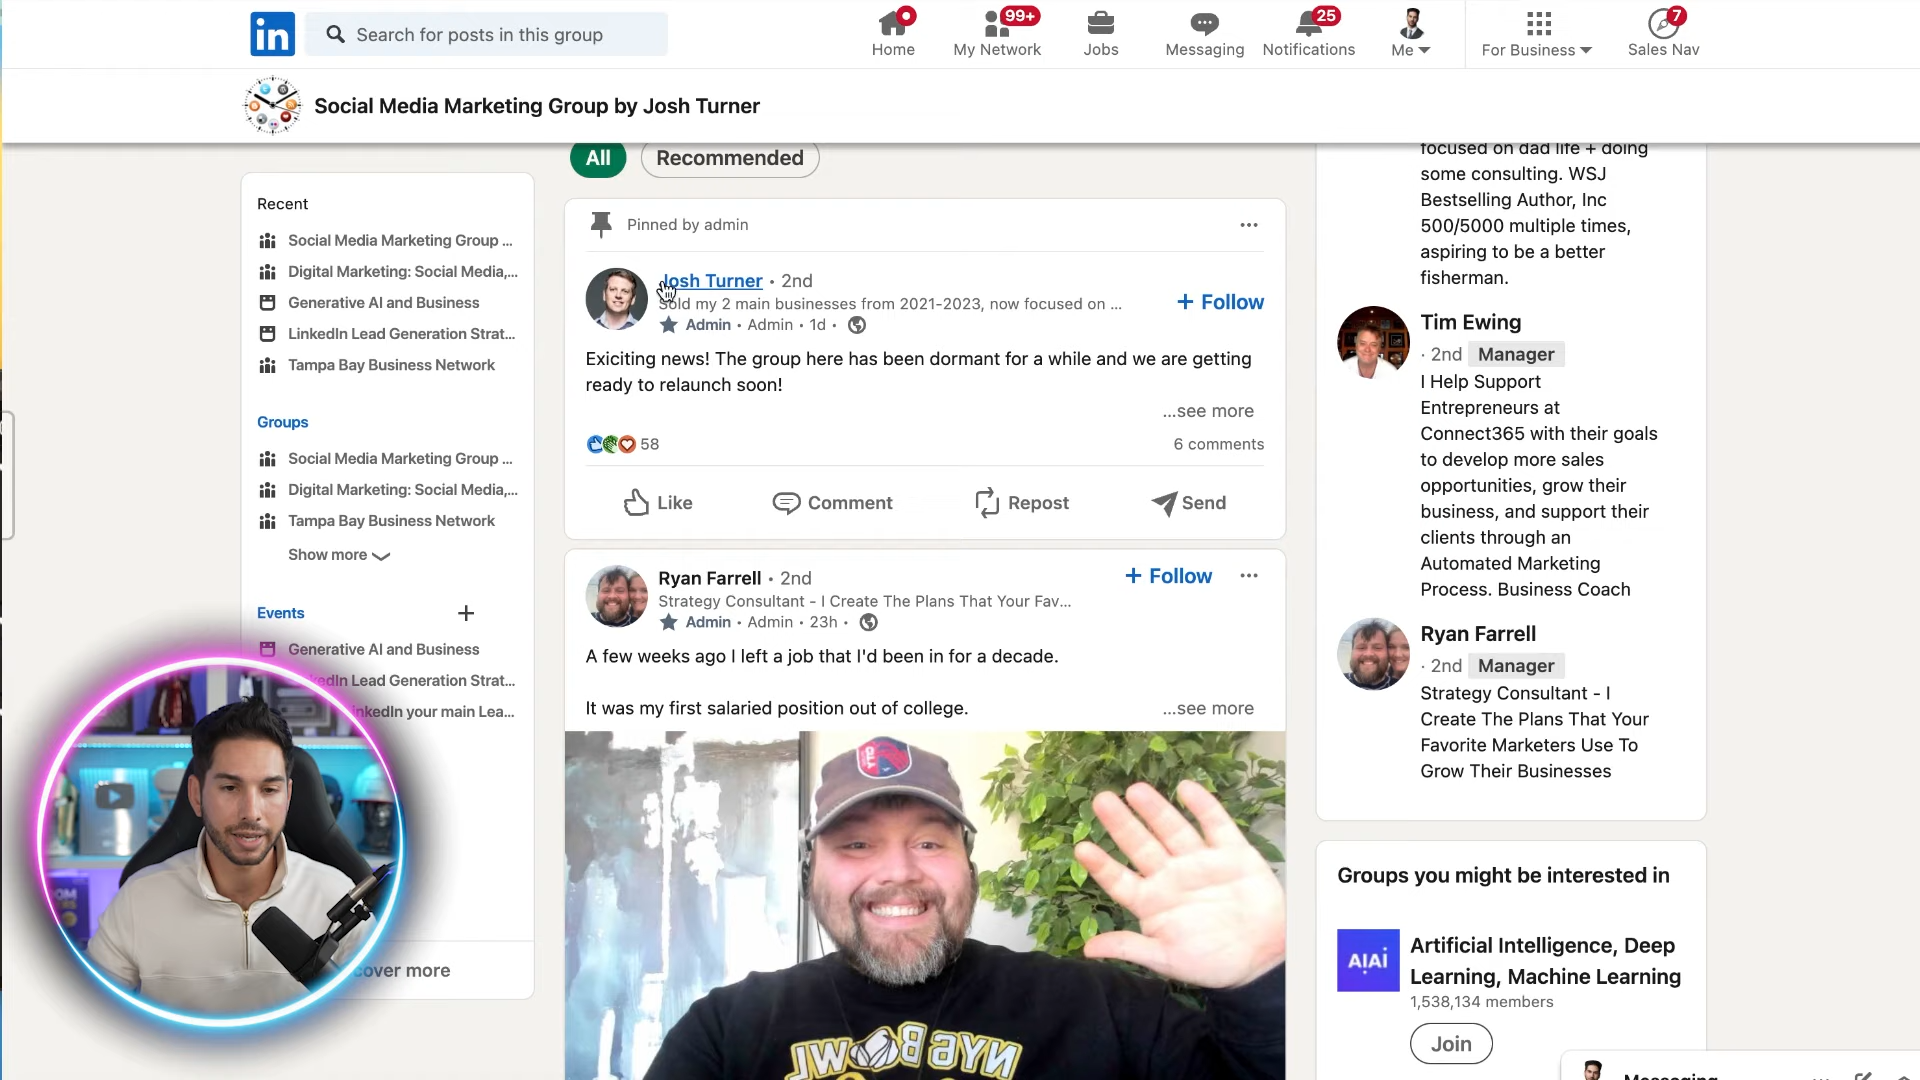 in
Search for posts in this group
Home
99+
My Network
Jobs
Messaging
25
Notifications
Me
For Business
7
Sales Nav
Social Media Marketing Group by Josh Turner
All
Recommended
Recent
Social Media Marketing Group ...
Digital Marketing: Social Media,...
Generative AI and Business
LinkedIn Lead Generation Strat...
Tampa Bay Business Network
Groups
Social Media Marketing Group ...
Digital Marketing: Social Media,...
Tampa Bay Business Network
Show more
Events
Generative AI and Business
kedIn Lead Generation Strat...
inkedIn your main Lea...
cover more
Pinned by admin
Josh Turner • 2nd
Sold my 2 main businesses from 2021-2023, now focused on ...
Admin • Admin • 1d •
+ Follow
Exiciting news! The group here has been dormant for a while and we are getting
ready to relaunch soon!
...see more
58
6 comments
Like
Comment
Repost
Send
Ryan Farrell • 2nd
Strategy Consultant - I Create The Plans That Your Fav...
Admin • Admin • 23h •
+ Follow
A few weeks ago I left a job that I'd been in for a decade.
It was my first salaried position out of college.
...see more
focused on dad life + doing
some consulting. WSJ
Bestselling Author, Inc
500/5000 multiple times,
aspiring to be a better
fisherman.
Tim Ewing
· 2nd Manager
I Help Support
Entrepreneurs at
Connect365 with their goals
to develop more sales
opportunities, grow their
business, and support their
clients through an
Automated Marketing
Process. Business Coach
Ryan Farrell
· 2nd Manager
Strategy Consultant - I
Create The Plans That Your
Favorite Marketers Use To
Grow Their Businesses
Groups you might be interested in
AIAI
Artificial Intelligence, Deep
Learning, Machine Learning
1,538,134 members
Join
Messaging